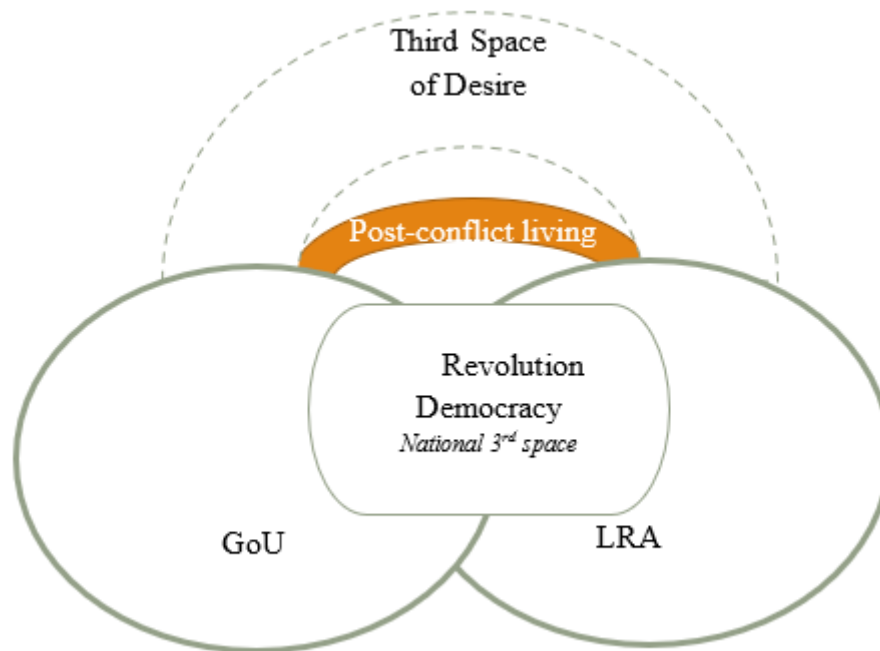 Third Space
of Desire
Post-conflict living
Revolution
Democracy
National 3rd space
GoU
LRA